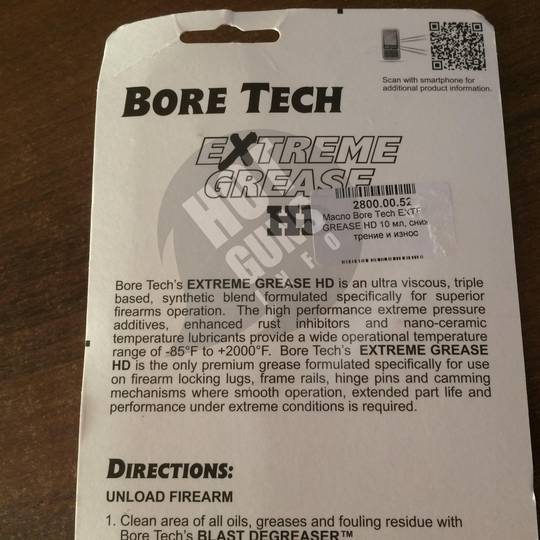 Scan with smartphone for
additional product information.
BORE TECH
EXTREME
GREASE
HD
2800.00.52
Масло Bore Tech
GREASE HD 10 мл,
трение и износ
HOT
GUNS
INFO
Bore Tech's EXTREME GREASE HD is an ultra viscous, triple
based, synthetic blend formulated specifically for superior
firearms operation. The high performance extreme pressure
additives, enhanced rust inhibitors and nano-ceramic
temperature lubricants provide a wide operational temperature
range of -85°F to +2000°F. Bore Tech's EXTREME GREASE
HD is the only premium grease formulated specifically for use
on firearm locking lugs, frame rails, hinge pins and camming
mechanisms where smooth operation, extended part life and
performance under extreme conditions is required.
DIRECTIONS:
UNLOAD FIREARM
1. Clean area of all oils, greases and fouling residue with
Bore Tech's BLAST DEGREASER™